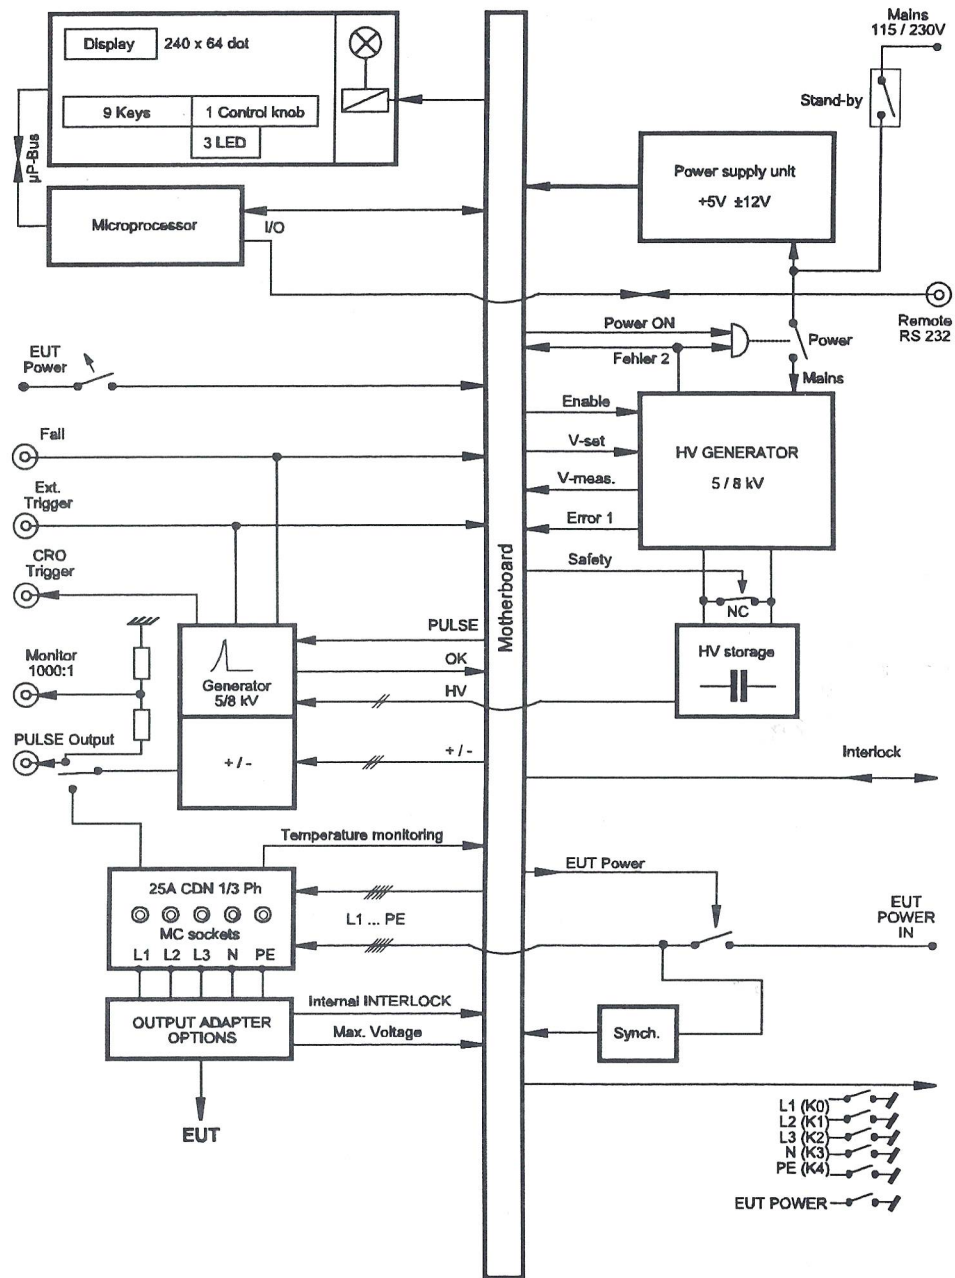 Display
240 x 64 dot
9 Keys
1 Control knob
3 LED
µP-Bus
Microprocessor
I/O
Mains
115 / 230V
Stand-by
Power supply unit
+5V ±12V
Remote
RS 232
Power ON
Fehler 2
Power
Mains
EUT
Power
Fail
Ext.
Trigger
CRO
Trigger
Monitor
1000:1
PULSE Output
Enable
V-set
V-meas.
Error 1
Safety
HV GENERATOR
5 / 8 kV
NC
HV storage
Motherboard
PULSE
OK
HV
+ / -
Generator
5/8 kV
+ / -
Interlock
Temperature monitoring
25A CDN 1/3 Ph
MC sockets
L1 L2 L3 N PE
L1 ... PE
EUT Power
EUT
POWER
IN
Internal INTERLOCK
Max. Voltage
OUTPUT ADAPTER
OPTIONS
Synch.
EUT
L1 (K0)
L2 (K1)
L3 (K2)
N (K3)
PE (K4)
EUT POWER